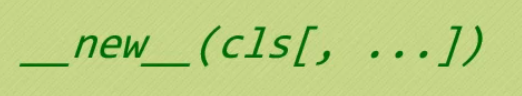 __new__(cls[, ...])